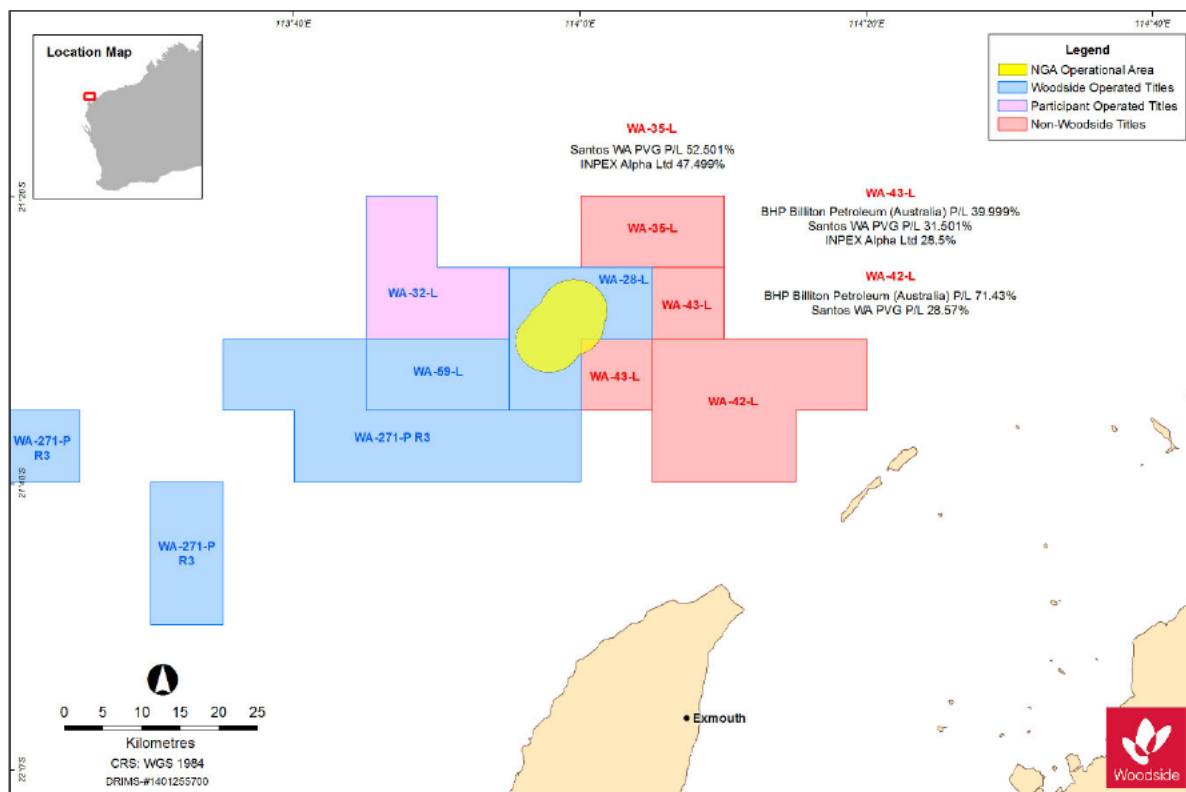 113°40'E
114°0'E
114°20'E
114°40'E
Location Map
Legend
NGA Operational Area
Woodside Operated Titles
Participant Operated Titles
Non-Woodside Titles
WA-35-L
Santos WA PVG P/L 52.501%
INPEX Alpha Ltd 47.499%
WA-43-L
BHP Billiton Petroleum (Australia) P/L 39.999%
Santos WA PVG P/L 31.501%
INPEX Alpha Ltd 28.5%
WA-42-L
BHP Billiton Petroleum (Australia) P/L 71.43%
Santos WA PVG P/L 28.57%
21°20'S
WA-35-L
WA-28-L
WA-32-L
WA-43-L
WA-59-L
WA-43-L
WA-42-L
WA-271-P R3
WA-271-P
R3
WA-271-P
R3
0 5 10 15 20 25
Kilometres
CRS: WGS 1984
DRIMS-#1401255700
Exmouth
Woodside